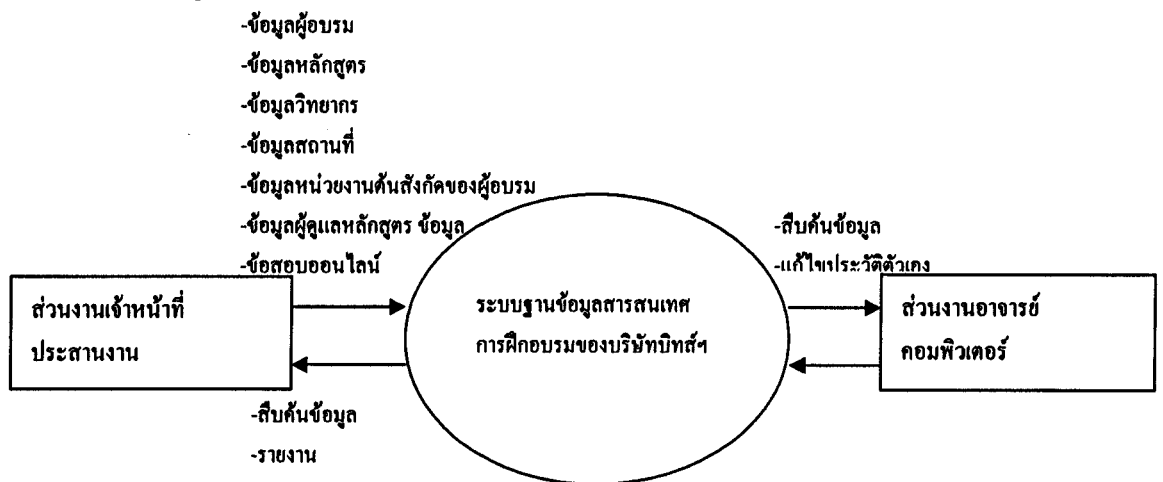 -ข้อมูลผู้อบรม
-ข้อมูลหลักสูตร
-ข้อมูลวิทยากร
-ข้อมูลสถานที่
-ข้อมูลหน่วยงานต้นสังกัดของผู้อบรม
-ข้อมูลผู้ดูแลหลักสูตร ข้อมูล
-ข้อสอบออนไลน์
ส่วนงานเจ้าหน้าที่
ประสานงาน
-สืบค้นข้อมูล
-รายงาน
ระบบฐานข้อมูลสารสนเทศ
การฝึกอบรมของบริษัทบิทส์ฯ
-สืบค้นข้อมูล
-แก้ไขประวัติตัวเอง
ส่วนงานอาจารย์
คอมพิวเตอร์